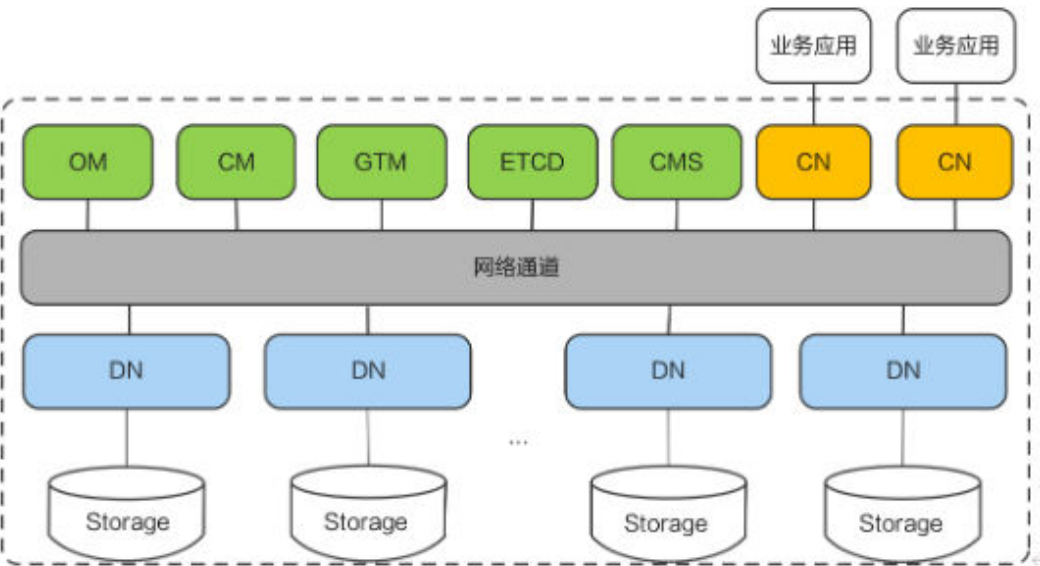 业务应用 业务应用
OM CM GTM ETCD CMS CN CN
网络通道
DN DN DN DN
...
Storage Storage Storage Storage